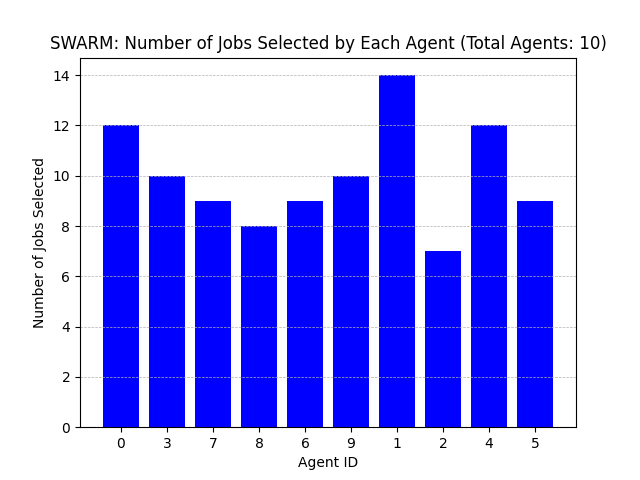 SWARM: Number of Jobs Selected by Each Agent (Total Agents: 10)
14
12
10
8
6
4
2
0
Number of Jobs Selected
0 3 7 8 6 9 1 2 4 5
Agent ID